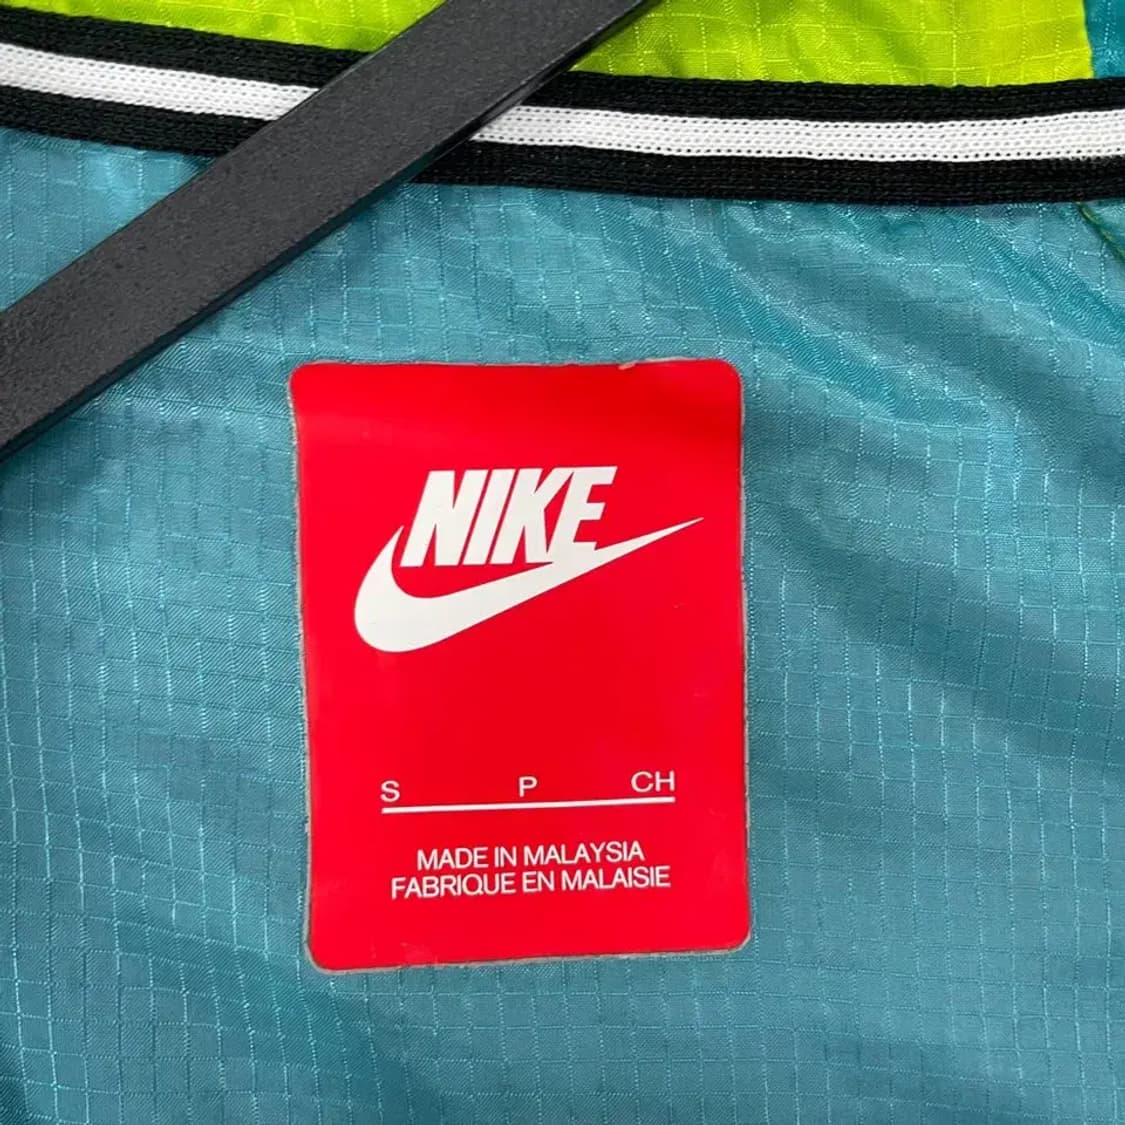 NIKE
S P CH
MADE IN MALAYSIA
FABRIQUE EN MALAISIE